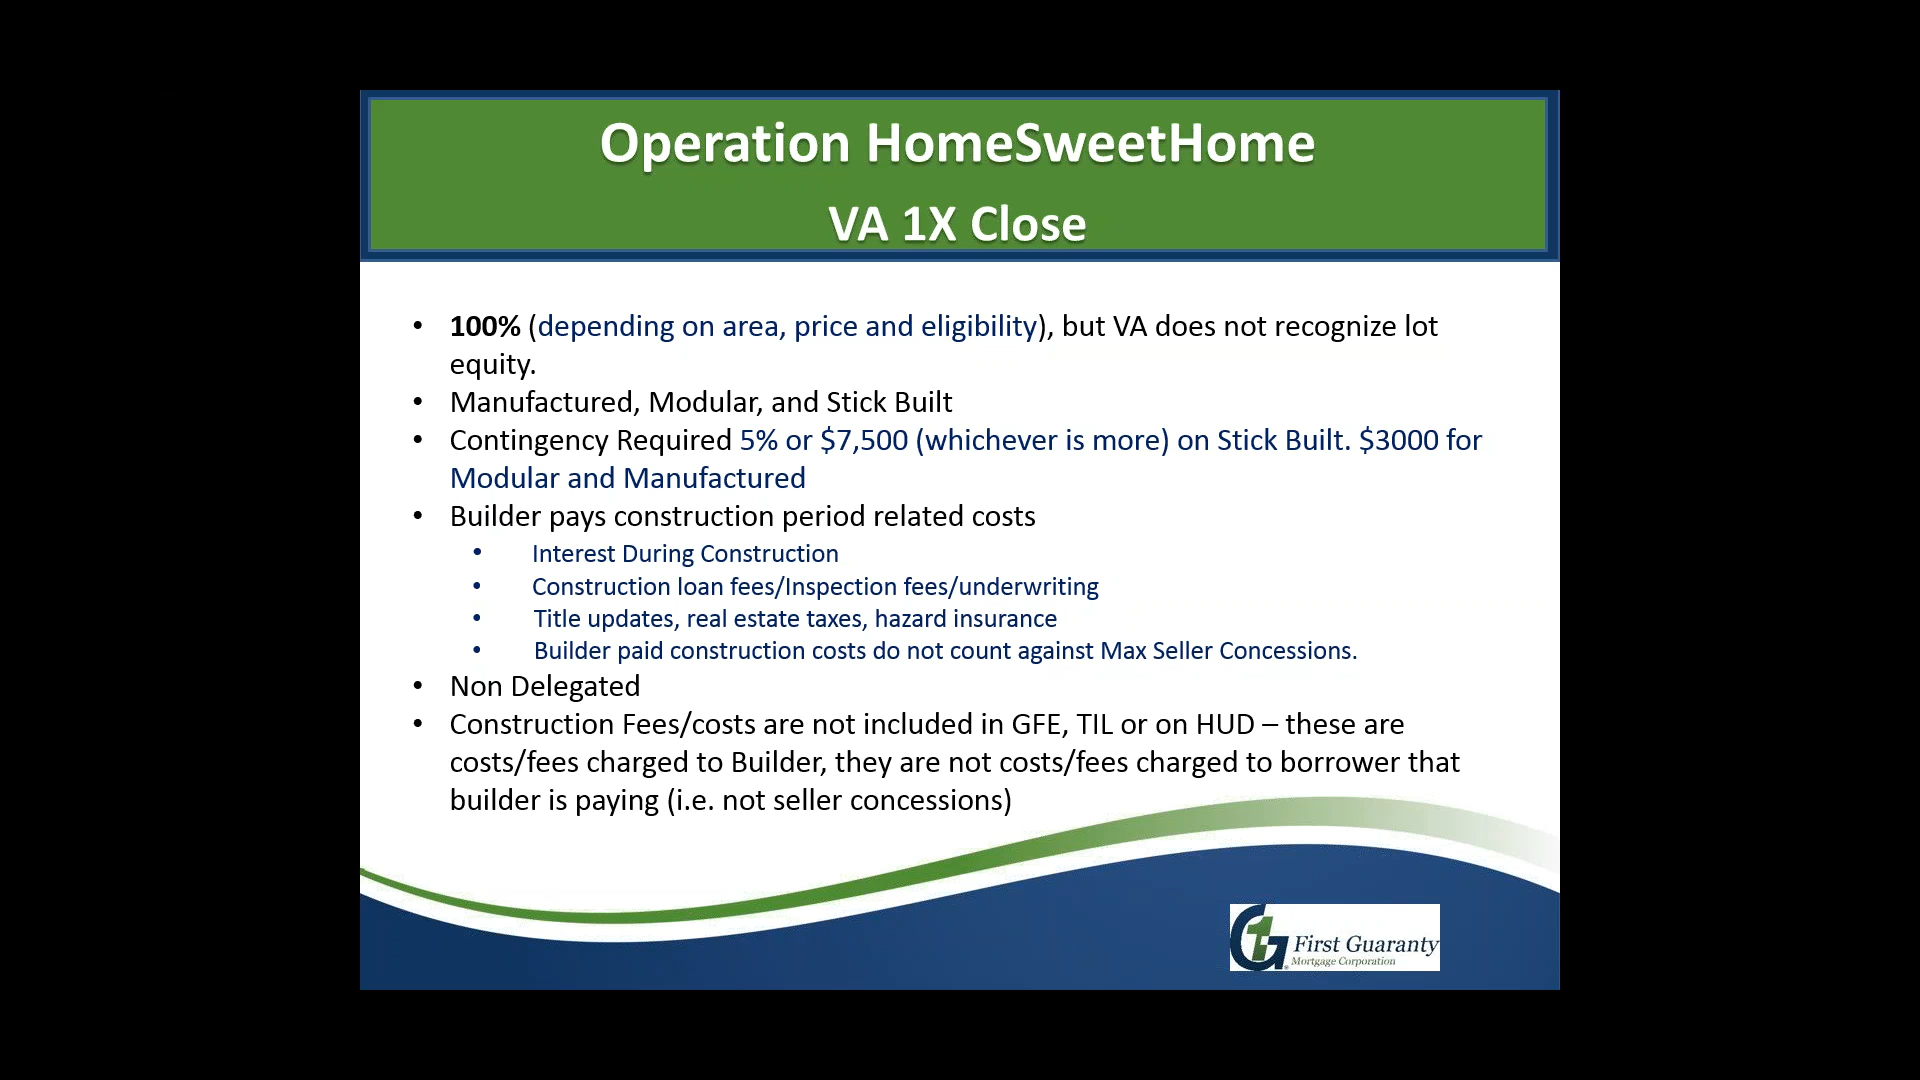 Operation HomeSweetHome
VA 1X Close
• 100% (depending on area, price and eligibility), but VA does not recognize lot
equity.
• Manufactured, Modular, and Stick Built
• Contingency Required 5% or $7,500 (whichever is more) on Stick Built. $3000 for
Modular and Manufactured
• Builder pays construction period related costs
• Interest During Construction
• Construction loan fees/Inspection fees/underwriting
• Title updates, real estate taxes, hazard insurance
• Builder paid construction costs do not count against Max Seller Concessions.
• Non Delegated
• Construction Fees/costs are not included in GFE, TIL or on HUD – these are
costs/fees charged to Builder, they are not costs/fees charged to borrower that
builder is paying (i.e. not seller concessions)
First Guaranty
Mortgage Corporation